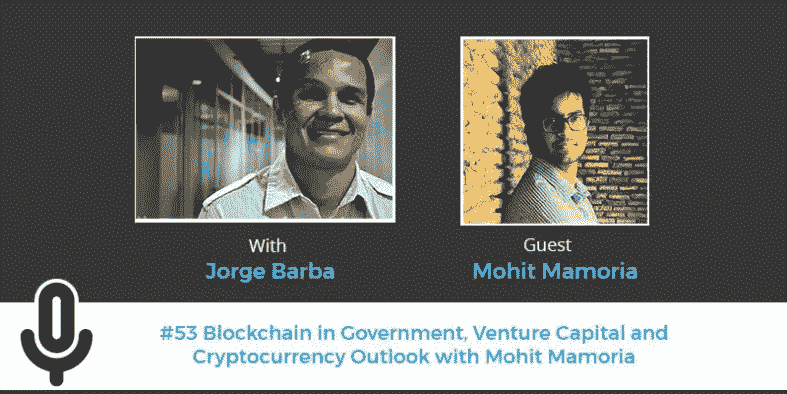 With
Jorge Barba
Guest
Mohit Mamoria
#53 Blockchain in Government, Venture Capital and
Cryptocurrency Outlook with Mohit Mamoria